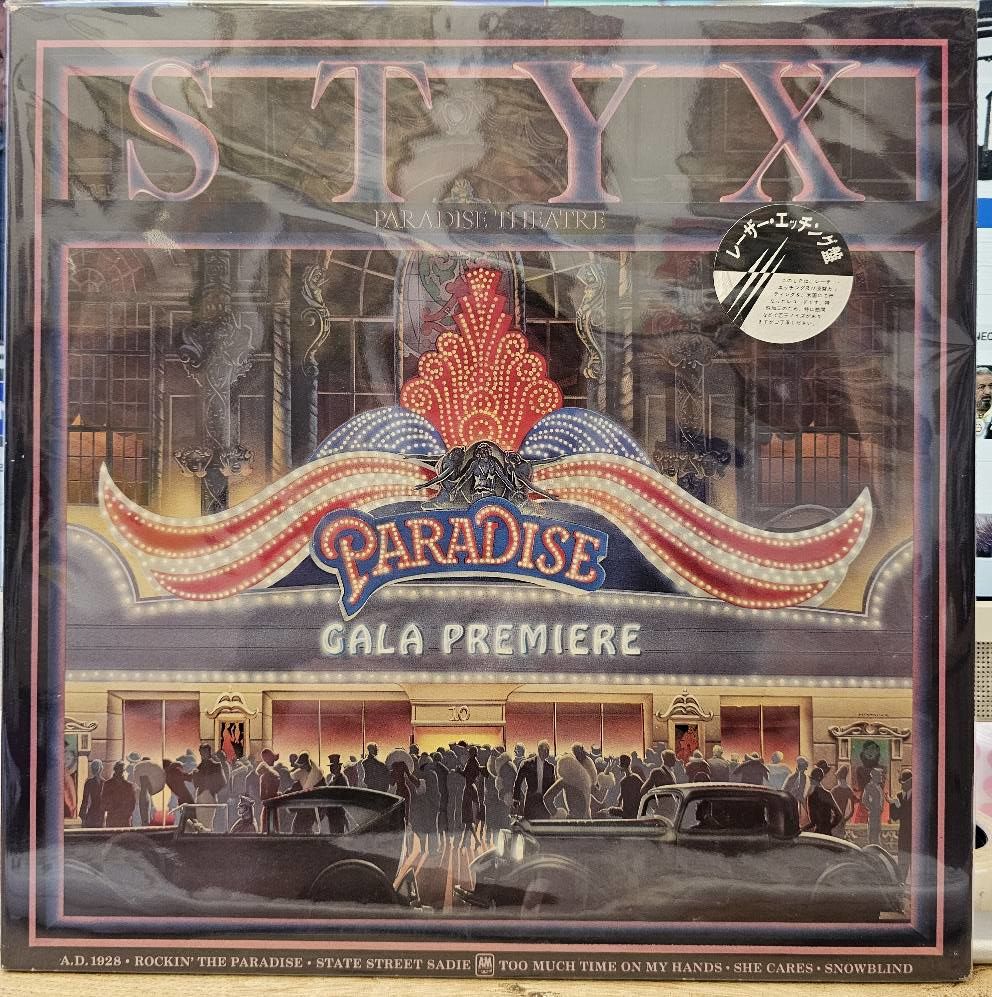 STYX
PARADISE THEATRE
レーザー・エッチング盤
PARADISE
GALA PREMIERE
10
A.D. 1928 • ROCKIN' THE PARADISE • STATE STREET SADIE AM TOO MUCH TIME ON MY HANDS • SHE CARES • SNOWBLIND